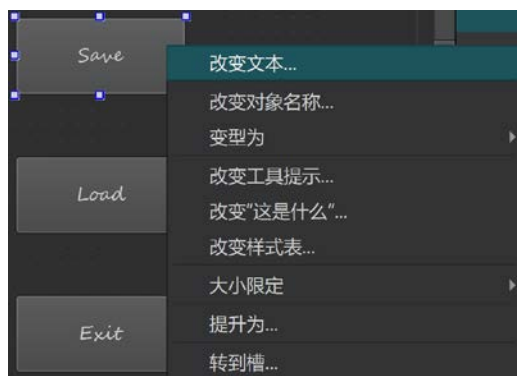 Save
改变文本...
改变对象名称...
变型为
Load
改变工具提示...
改变“这是什么”...
改变样式表...
大小限定
Exit
提升为...
转到槽...